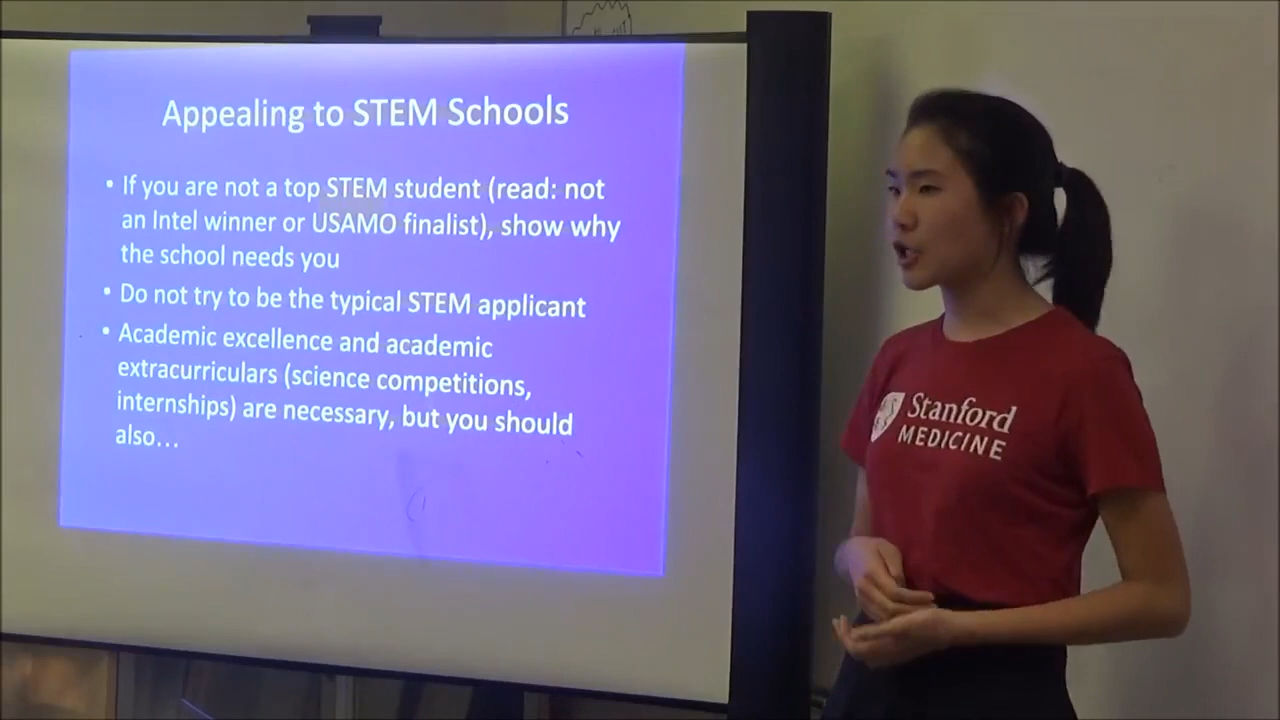 Appealing to STEM Schools
• If you are not a top STEM student (read: not
an Intel winner or USAMO finalist), show why
the school needs you
• Do not try to be the typical STEM applicant
• Academic excellence and academic
extracurriculars (science competitions,
internships) are necessary, but you should
also...
Stanford
MEDICINE